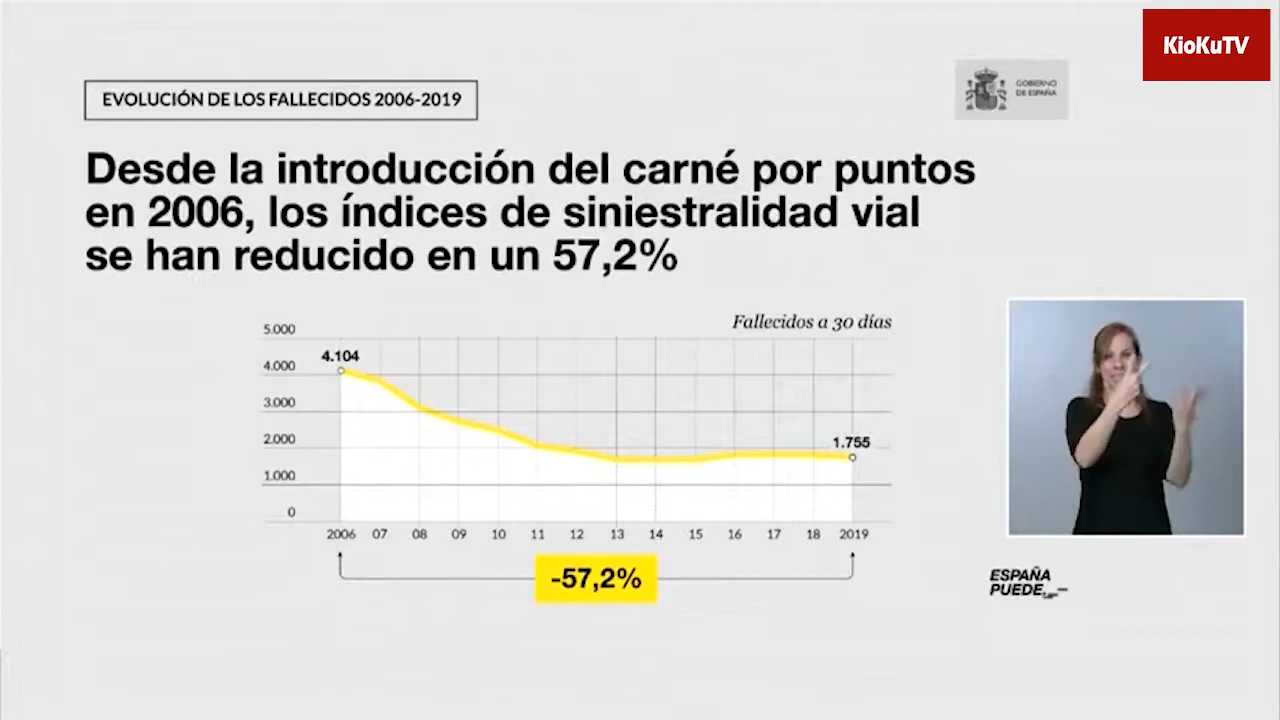 KioKuTV
EVOLUCIÓN DE LOS FALLECIDOS 2006-2019
GOBIERNO
DE ESPAÑA
Desde la introducción del carné por puntos
en 2006, los índices de siniestralidad vial
se han reducido en un 57,2%
Fallecidos a 30 días
5.000
4.104
4.000
3.000
2.000
1.755
1.000
0
2006 07 08 09 10 11 12 13 14 15 16 17 18 2019
-57,2%
ESPAÑA
PUEDE.